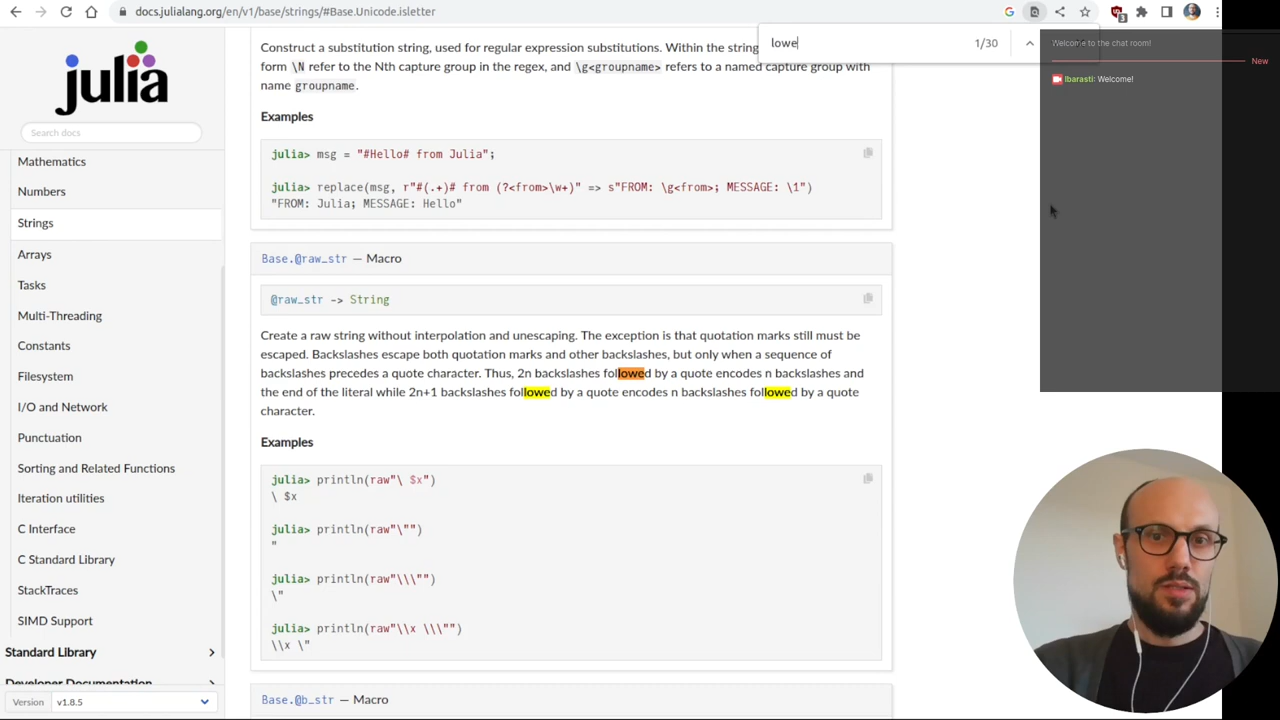 docs.julialang.org/en/v1/base/strings/#Base.Unicode.isletter
3
lowe
1/30
Welcome to the chat room!
New
lbarasti: Welcome!
julia
Search docs
Mathematics
Numbers
Strings
Arrays
Tasks
Multi-Threading
Constants
Filesystem
I/O and Network
Punctuation
Sorting and Related Functions
Iteration utilities
C Interface
C Standard Library
StackTraces
SIMD Support
Standard Library
Developer Documentation
Version v1.8.5
Construct a substitution string, used for regular expression substitutions. Within the string
form \N refer to the Nth capture group in the regex, and \g<groupname> refers to a named capture group with
name groupname.
Examples
julia> msg = "#Hello# from Julia";
julia> replace(msg, r"#(.+)# from (?<from>\w+)" => s"FROM: \g<from>; MESSAGE: \1")
"FROM: Julia; MESSAGE: Hello"
Base.@raw_str — Macro
@raw_str -> String
Create a raw string without interpolation and unescaping. The exception is that quotation marks still must be
escaped. Backslashes escape both quotation marks and other backslashes, but only when a sequence of
backslashes precedes a quote character. Thus, 2n backslashes followed by a quote encodes n backslashes and
the end of the literal while 2n+1 backslashes followed by a quote encodes n backslashes followed by a quote
character.
Examples
julia> println(raw"\ $x")
\ $x
julia> println(raw"\"")
"
julia> println(raw"\\\"")
\"
julia> println(raw"\\x \\\"")
\\x \"
Base.@b_str — Macro